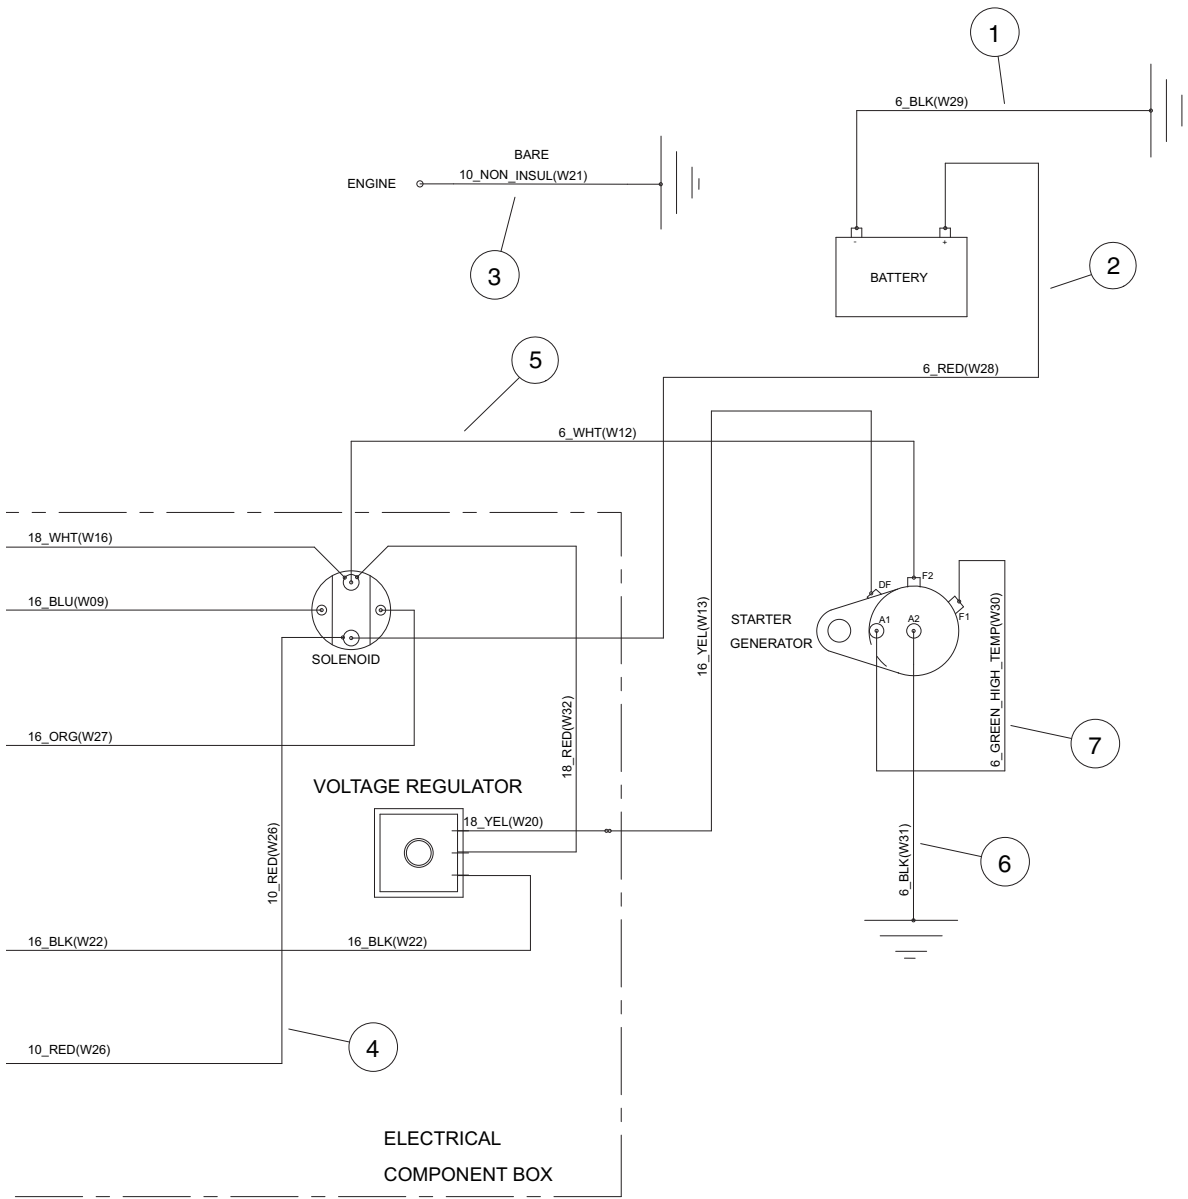 1
6_BLK(W29)
BARE
10_NON_INSUL(W21)
ENGINE
3
- +
BATTERY
2
5
6_RED(W28)
6_WHT(W12)
18_WHT(W16)
16_BLU(W09)
SOLENOID
DF
F2
F1
A1
A2
STARTER
GENERATOR
16_YEL(W13)
6_GREEN_HIGH_TEMP(W30)
7
16_ORG(W27)
18_RED(W32)
VOLTAGE REGULATOR
18_YEL(W20)
10_RED(W26)
6_BLK(W31)
6
16_BLK(W22)
16_BLK(W22)
10_RED(W26)
4
ELECTRICAL
COMPONENT BOX